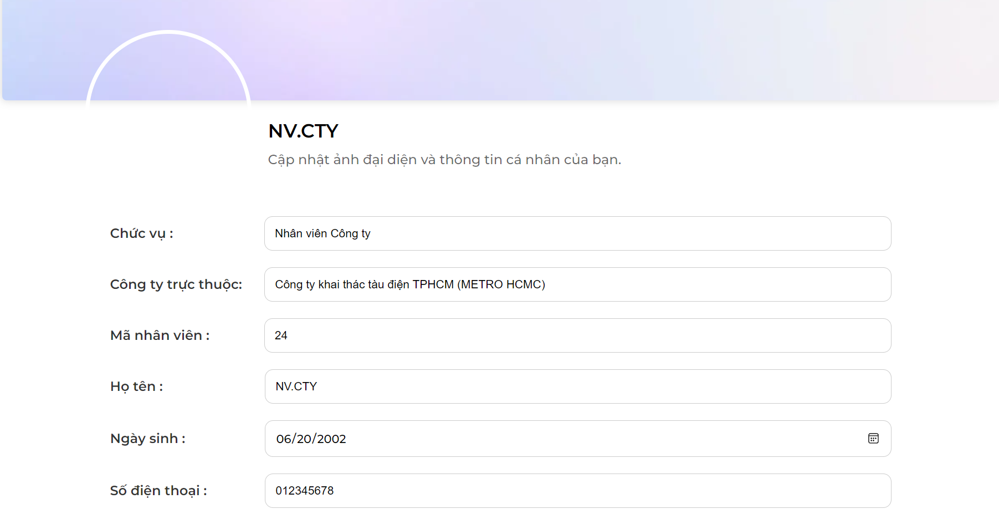 NV.CTY
Cập nhật ảnh đại diện và thông tin cá nhân của bạn.
Chức vụ : Nhân viên Công ty
Công ty trực thuộc: Công ty khai thác tàu điện TPHCM (METRO HCMC)
Mã nhân viên : 24
Họ tên : NV.CTY
Ngày sinh : 06/20/2002
Số điện thoại : 012345678